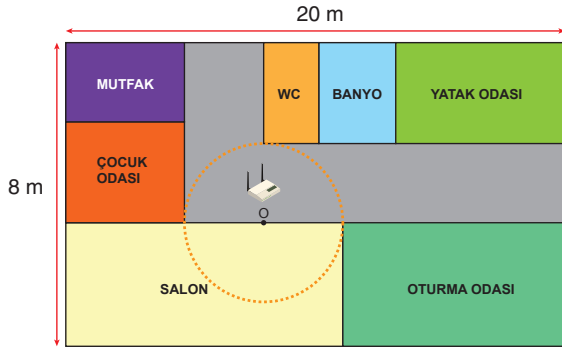 20 m
MUTFAK
WC
BANYO
YATAK ODASI
ÇOCUK
ODASI
8 m
O
SALON
OTURMA ODASI